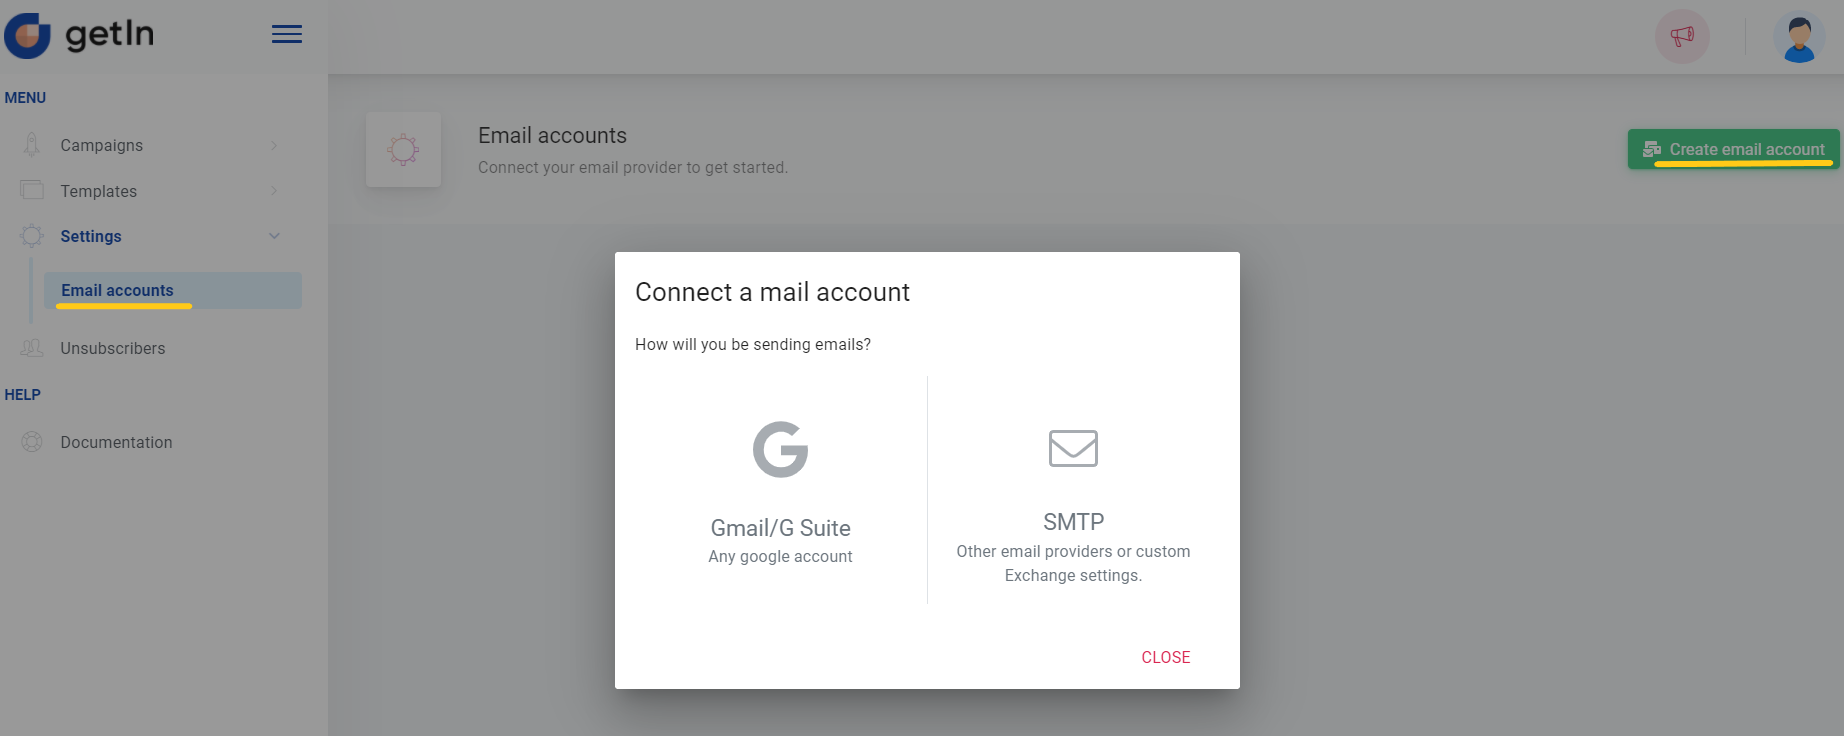 getIn
MENU
Campaigns
Templates
Settings
Email accounts
Unsubscribers
HELP
Documentation
Email accounts
Connect your email provider to get started.
Create email account
Connect a mail account
How will you be sending emails?
Gmail/G Suite
Any google account
SMTP
Other email providers or custom
Exchange settings.
CLOSE